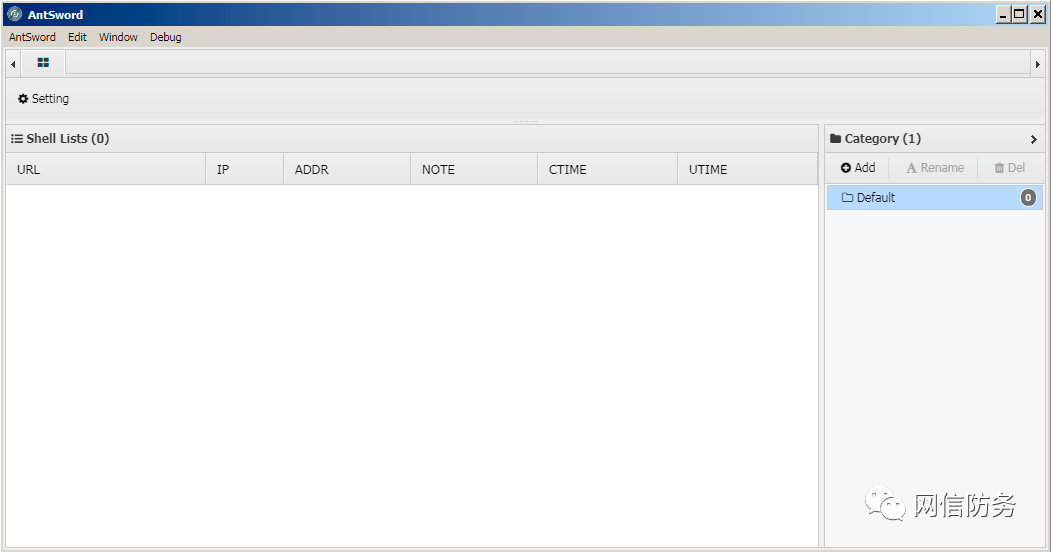 AntSword
AntSword Edit Window Debug
Setting
Shell Lists (0)
URL IP ADDR NOTE CTIME UTIME
Category (1)
Add Rename Del
Default 0
网信防务